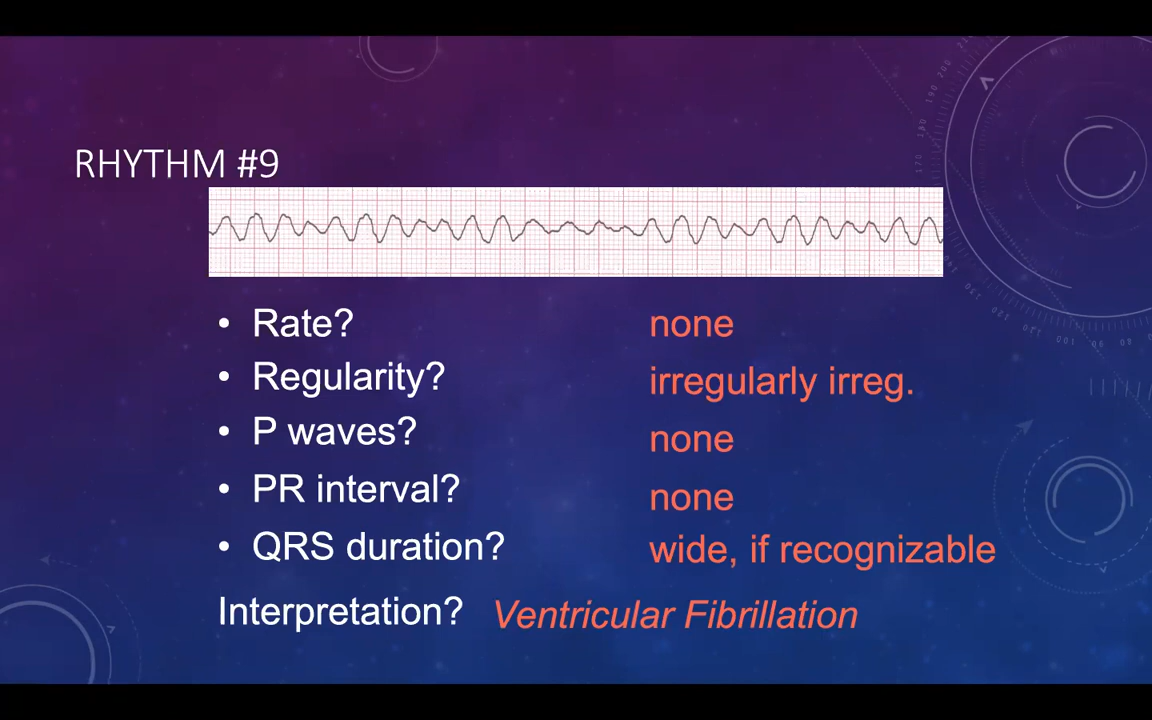 RHYTHM #9
• Rate? none
• Regularity? irregularly irreg.
• P waves? none
• PR interval? none
• QRS duration? wide, if recognizable
Interpretation? Ventricular Fibrillation